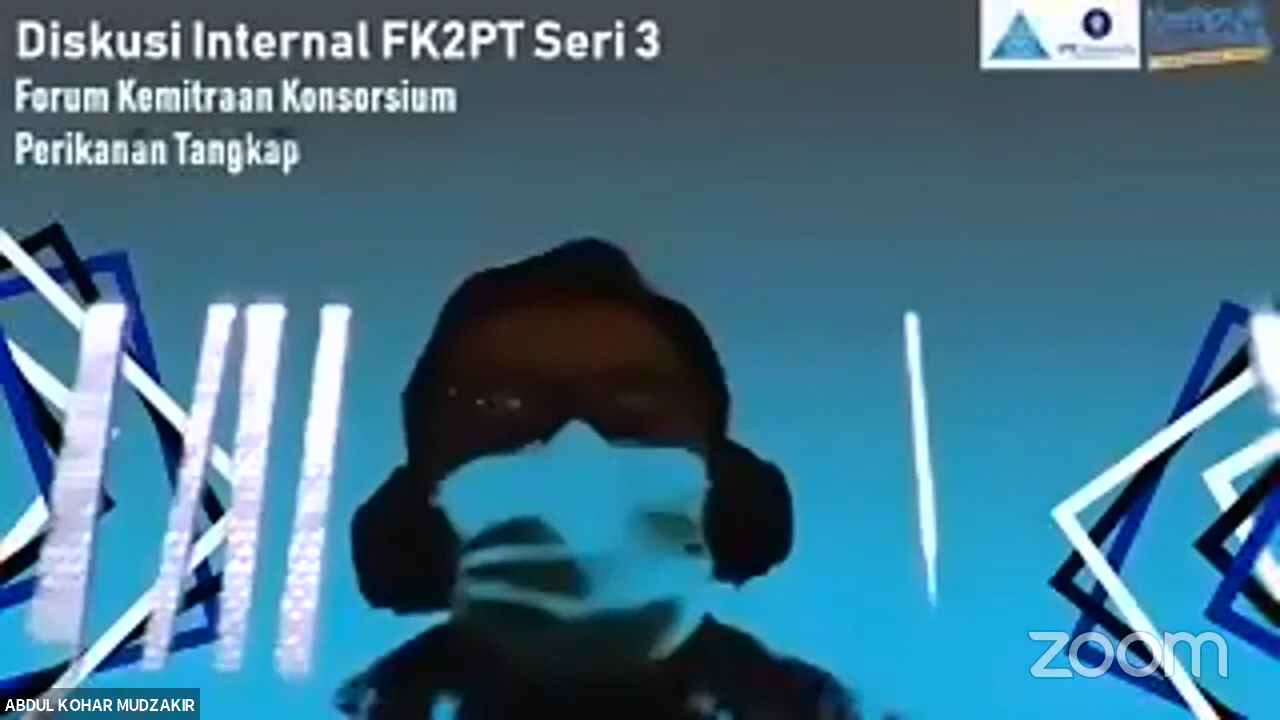 Diskusi Internal FK2PT Seri 3
Forum Kemitraan Konsorsium
Perikanan Tangkap
zoom
ABDUL KOHAR MUDZAKIR